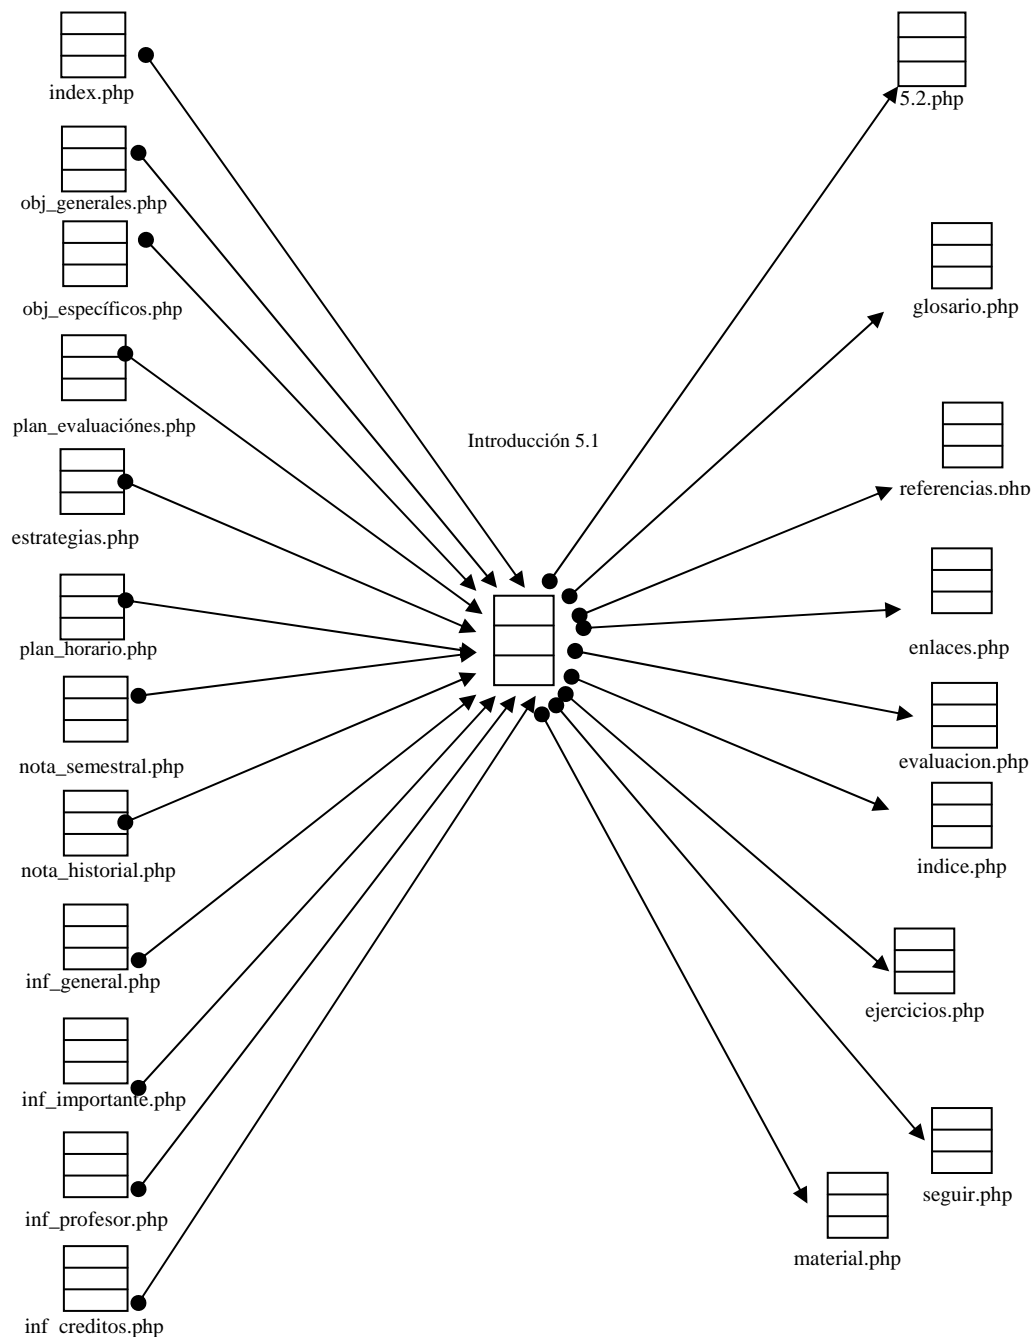 index.php
obj_generales.php
obj_específicos.php
plan_evaluaciónes.php
estrategias.php
plan_horario.php
nota_semestral.php
nota_historial.php
inf_general.php
inf_importante.php
inf_profesor.php
inf_creditos.php
Introducción 5.1
5.2.php
glosario.php
referencias.php
enlaces.php
evaluacion.php
indice.php
ejercicios.php
seguir.php
material.php